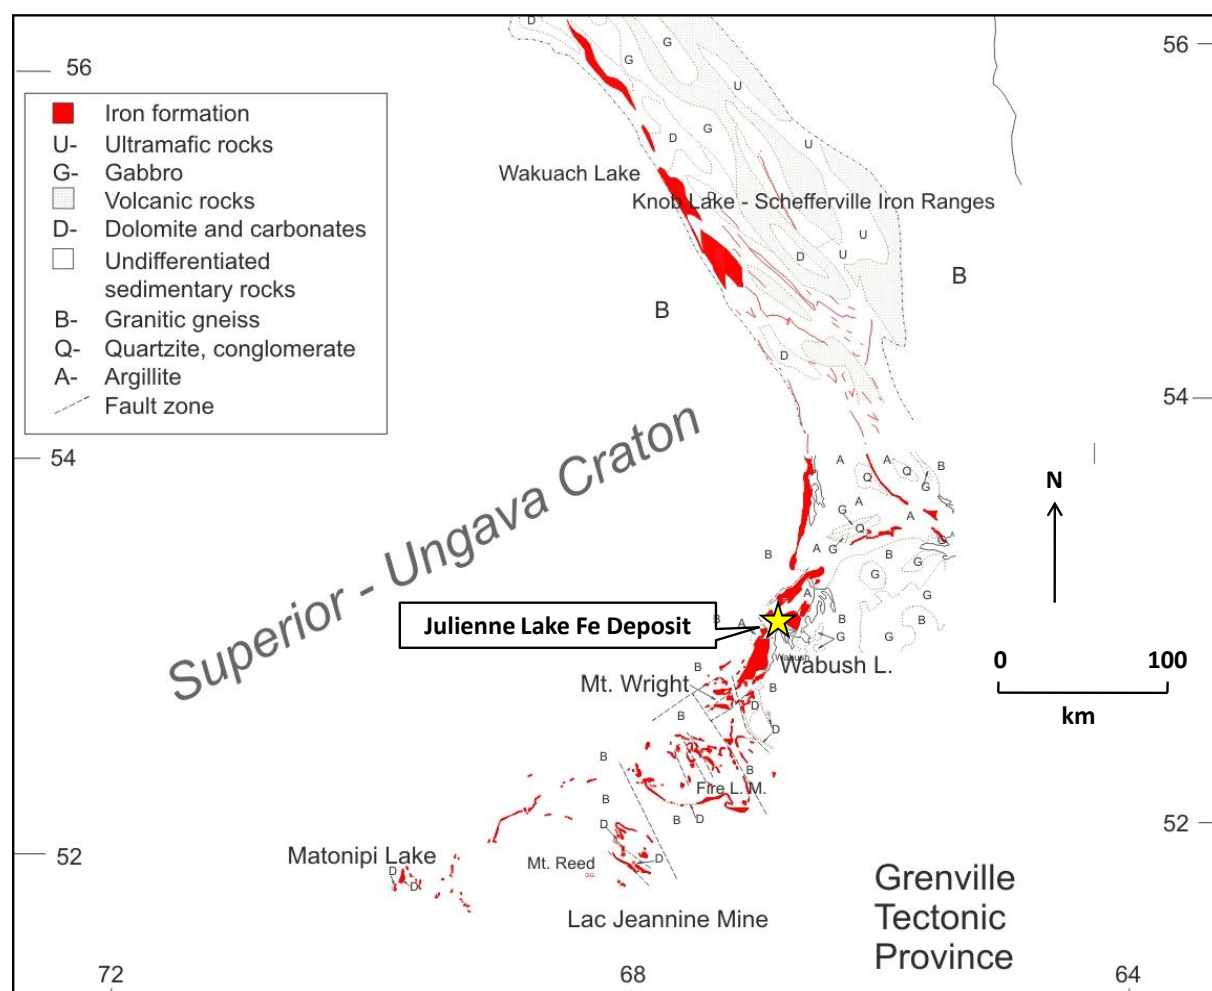 56
56
Iron formation
U- Ultramafic rocks
G- Gabbro
Volcanic rocks
D- Dolomite and carbonates
Undifferentiated
sedimentary rocks
B- Granitic gneiss
Q- Quartzite, conglomerate
A- Argillite
Fault zone
D
G
G
U
D
G
U
Wakuach Lake
D
Knob Lake - Schefferville Iron Ranges
U
D
U
B
B
D
54
54
Superior - Ungava Craton
A
A
B
Q
Q
G
A
G
A
Q
G
N
B
A
G
B
G
G
A
G
Julienne Lake Fe Deposit
B
A
B
B
G
G
Wabush
Wabush L.
0 100
km
B
Mt. Wright
B
D
B
D
B
B
Fire L. M.
B
B
D
D
52
52
Matonipi Lake
D
D
Mt. Reed
D
GG
Lac Jeannine Mine
Grenville
Tectonic
Province
72
68
64